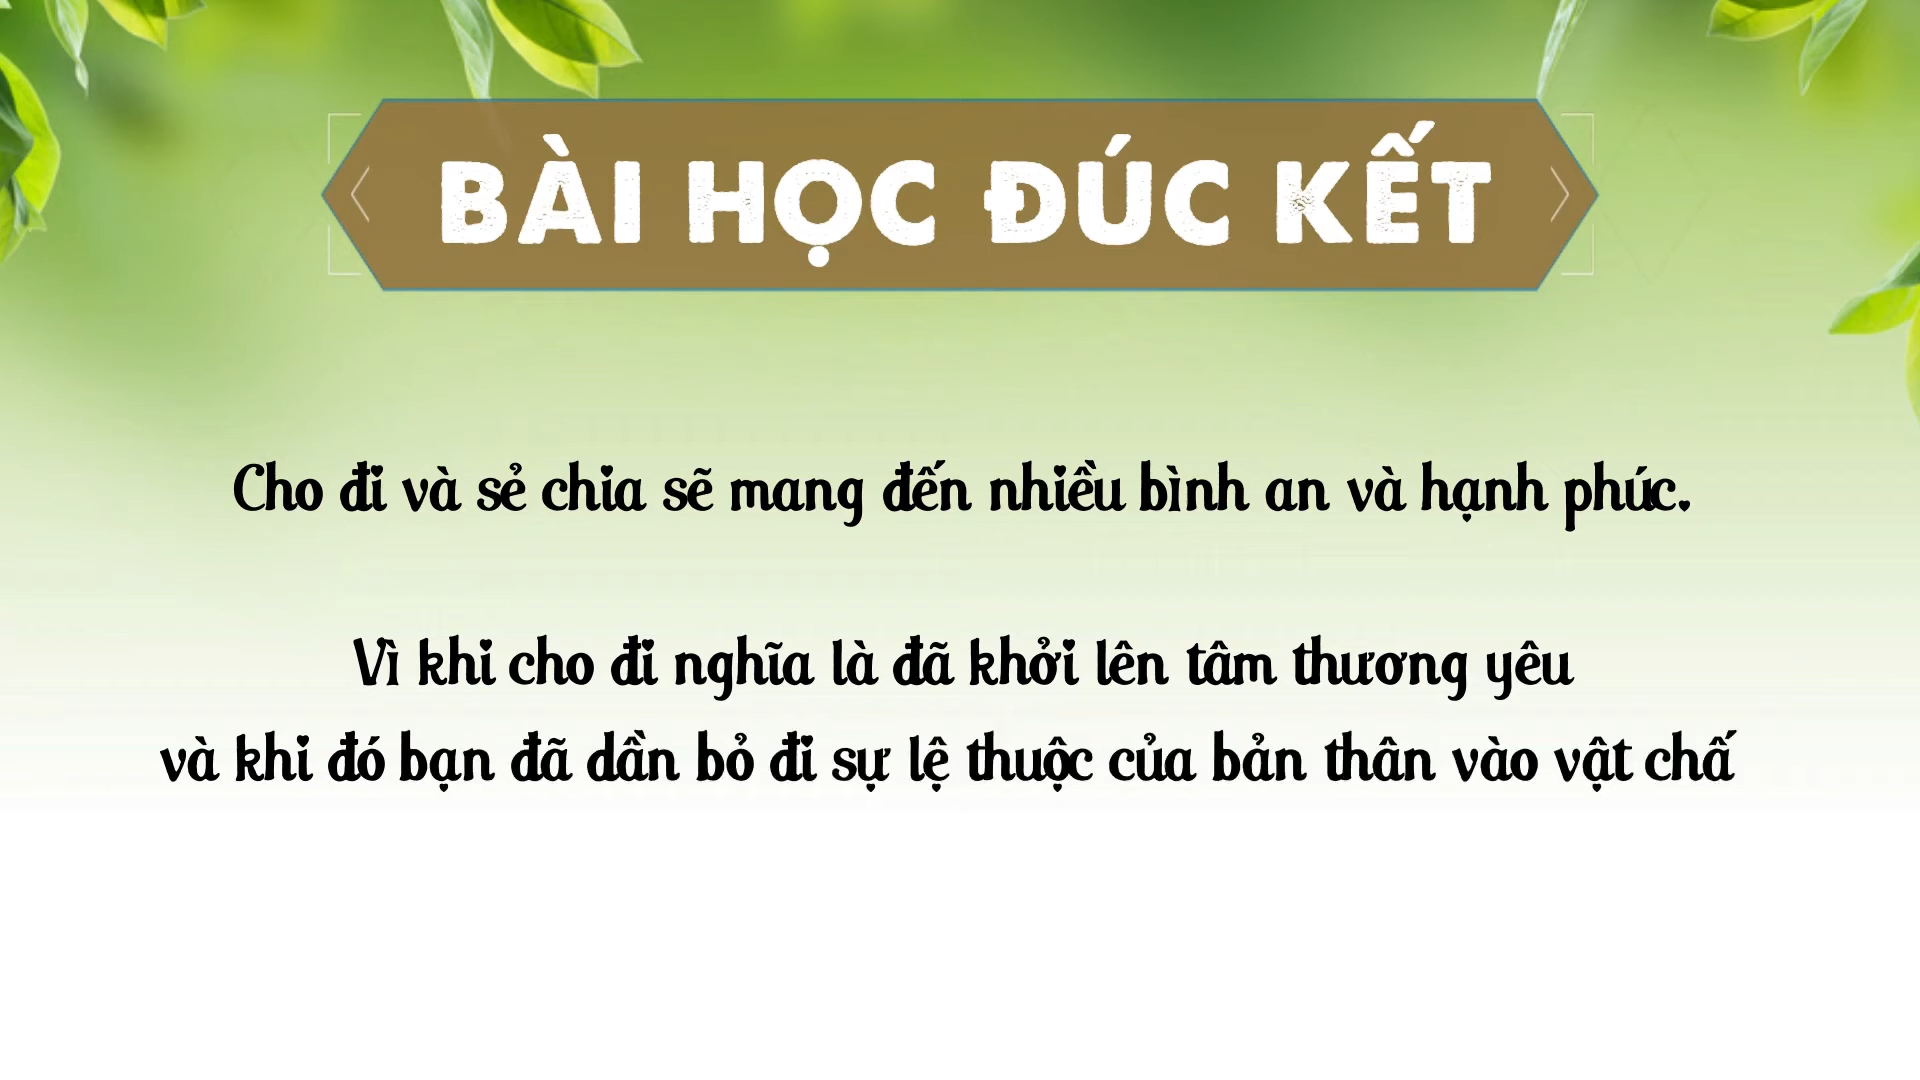 BÀI HỌC ĐÚC KẾT
Cho đi và sẻ chia sẽ mang đến nhiều bình an và hạnh phúc.
Vì khi cho đi nghĩa là đã khởi lên tâm thương yêu
và khi đó bạn đã dần bỏ đi sự lệ thuộc của bản thân vào vật chấ